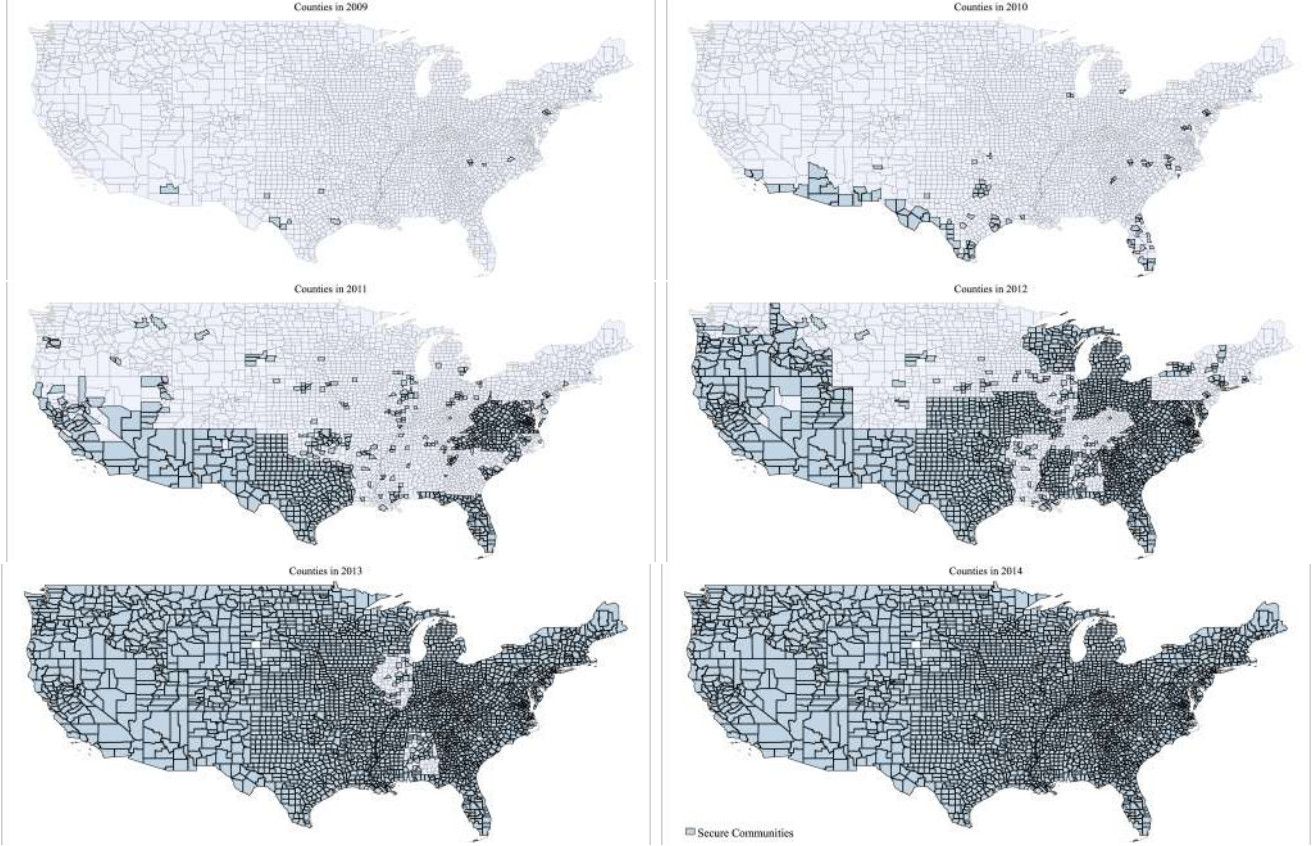 Counties in 2009
Counties in 2010
Counties in 2011
Counties in 2012
Counties in 2013
Counties in 2014
Secure Communities